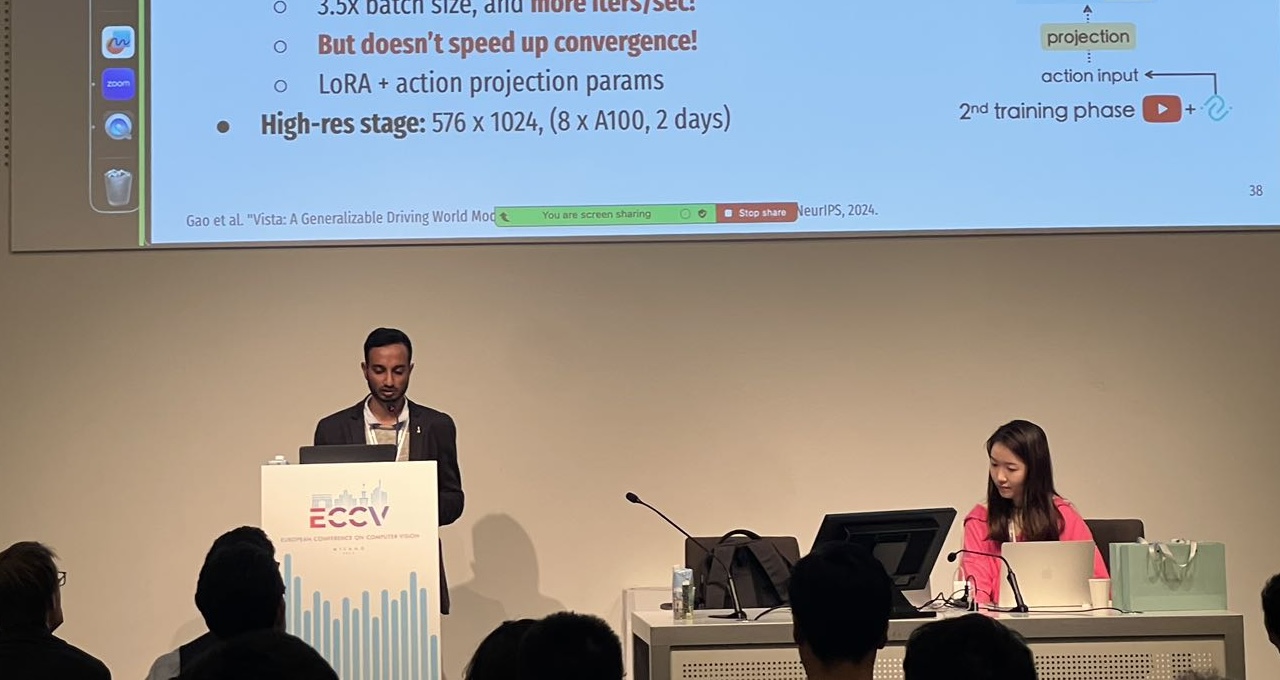 3.5x batch size, and more iters/sec!
But doesn't speed up convergence!
LoRA + action projection params
High-res stage: 576 x 1024, (8 x A100, 2 days)
projection
action input
2nd training phase
+
38
Gao et al. "Vista: A Generalizable Driving World
You are screen sharing
Stop share
NeurIPS, 2024.
zoom
ECCV
EUROPEAN CONFERENCE ON COMPUTER VISION
MILANO